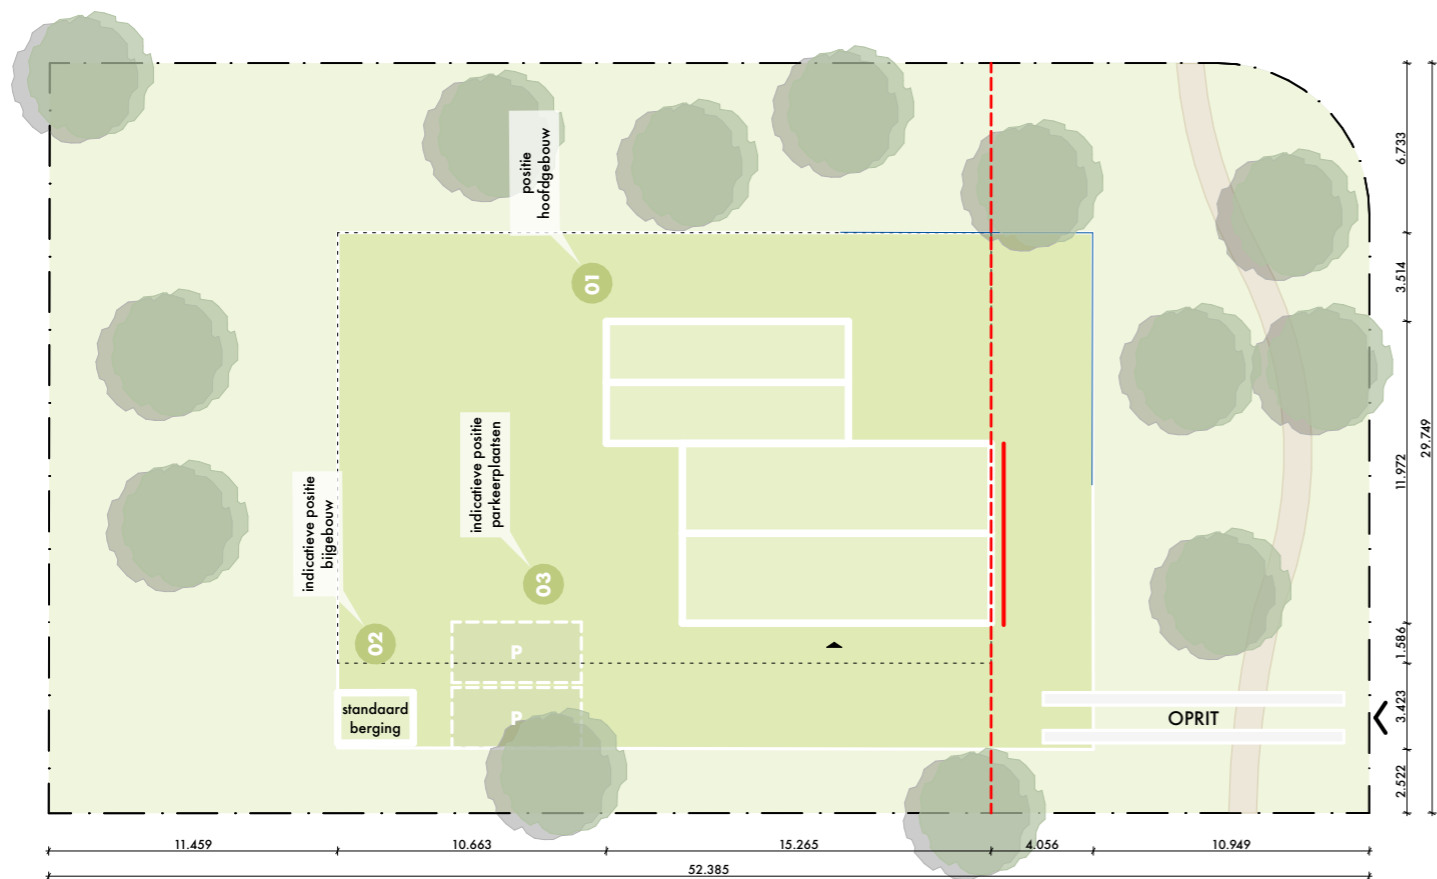 positie
hoofdgebouw
01
indicatieve positie
parkeerplaatsen
03
indicatieve positie
bijgebouw
02
P
P
standaard
berging
OPRIT
6.733
3.514
11.972
1.586
3.423
2.522
29.749
11.459
10.663
15.265
4.056
10.949
52.385